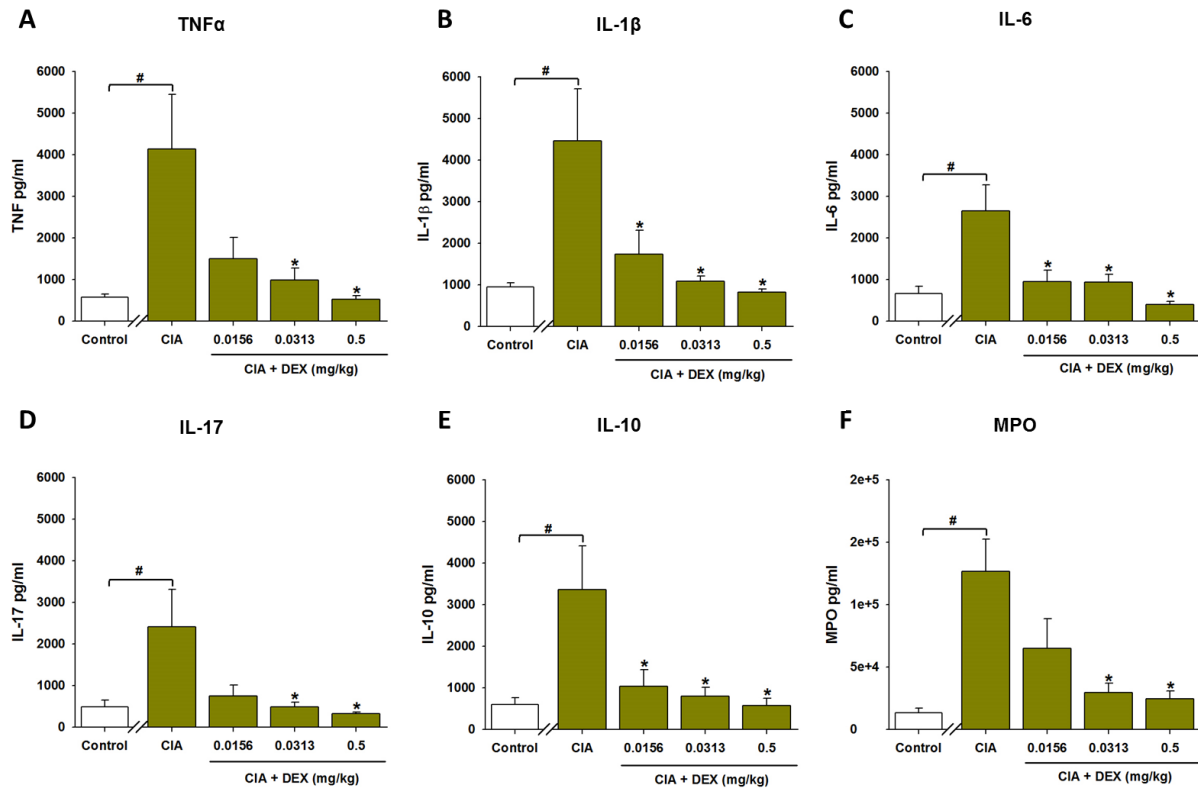 A
TNFα
6000
5000
4000
3000
2000
1000
0
TNF pg/ml
#
*
*
Control
CIA
0.0156
0.0313
0.5
CIA + DEX (mg/kg)
B
IL-1β
6000
5000
4000
3000
2000
1000
0
IL-1β pg/ml
#
*
*
*
Control
CIA
0.0156
0.0313
0.5
CIA + DEX (mg/kg)
C
IL-6
6000
5000
4000
3000
2000
1000
0
IL-6 pg/ml
#
*
*
*
Control
CIA
0.0156
0.0313
0.5
CIA + DEX (mg/kg)
D
IL-17
6000
5000
4000
3000
2000
1000
0
IL-17 pg/ml
#
*
*
Control
CIA
0.0156
0.0313
0.5
CIA + DEX (mg/kg)
E
IL-10
6000
5000
4000
3000
2000
1000
0
IL-10 pg/ml
#
*
*
*
Control
CIA
0.0156
0.0313
0.5
CIA + DEX (mg/kg)
F
MPO
2e+5
2e+5
1e+5
5e+4
0
MPO pg/ml
#
*
*
Control
CIA
0.0156
0.0313
0.5
CIA + DEX (mg/kg)